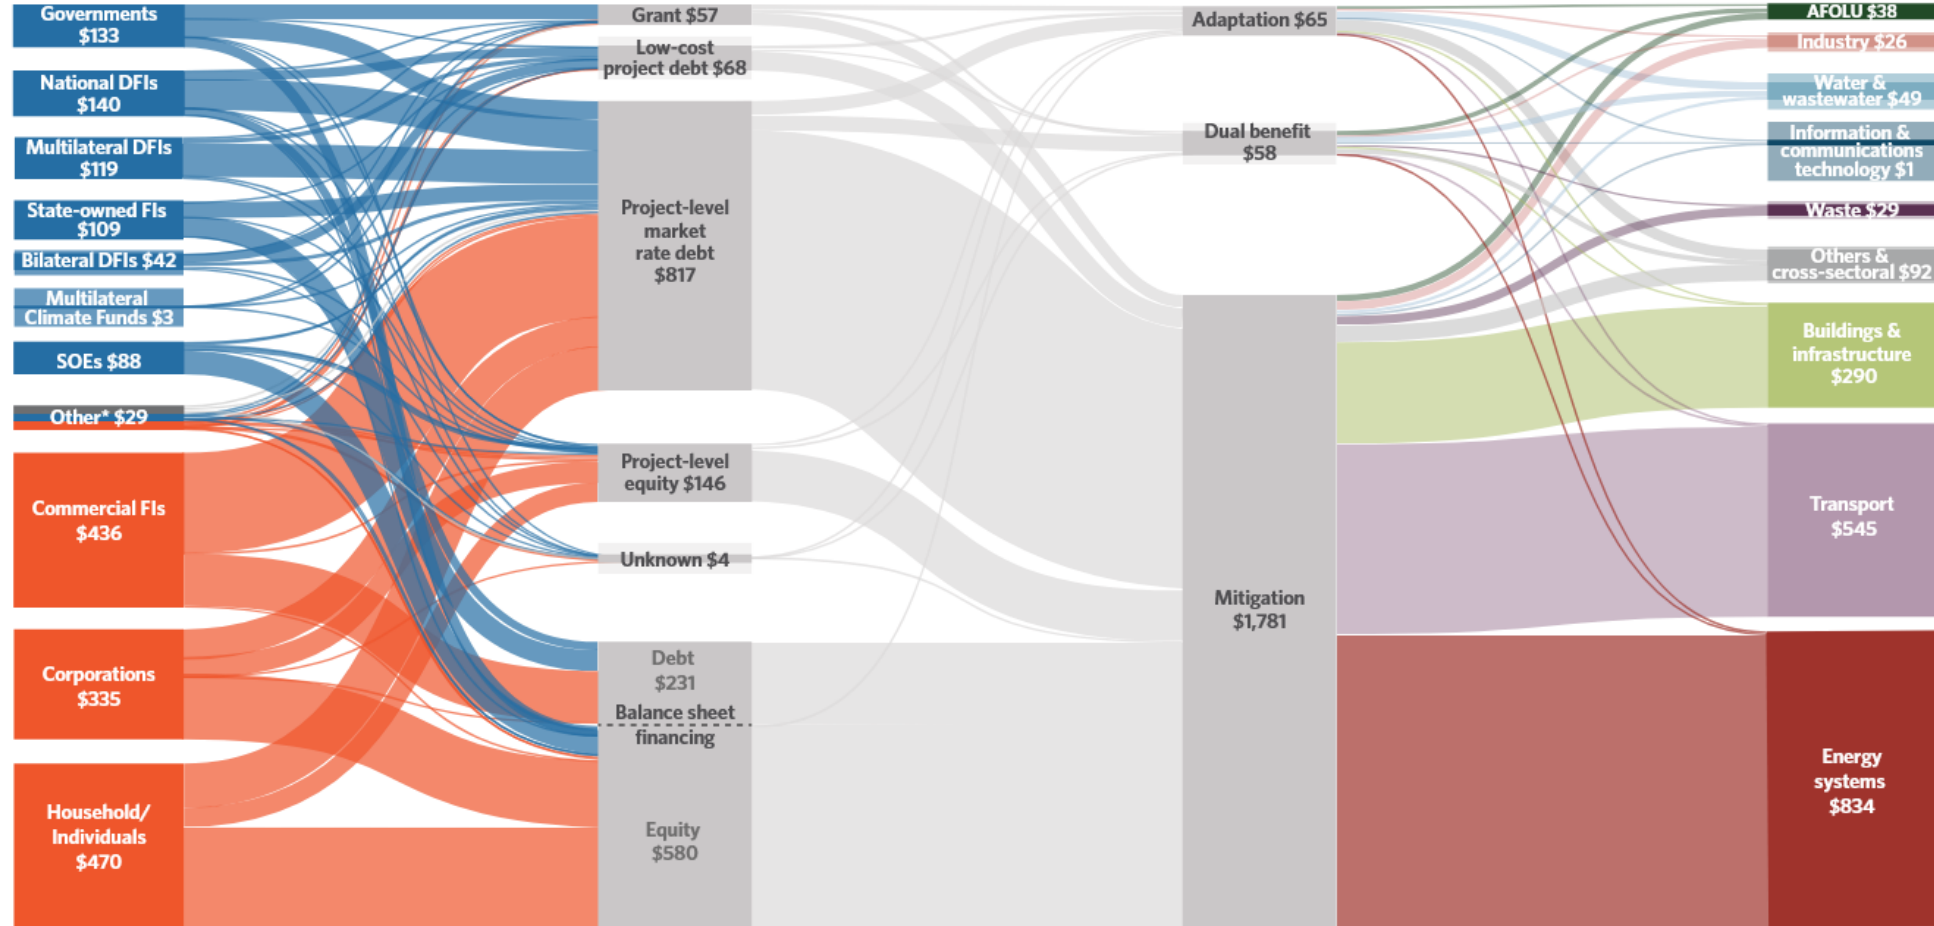 Governments
$133
National DFIs
$140
Multilateral DFIs
$119
State-owned FIs
$109
Bilateral DFIs $42
Multilateral
Climate Funds $3
SOEs $88
Other* $29
Commercial FIs
$436
Corporations
$335
Household/
Individuals
$470
Grant $57
Low-cost
project debt $68
Project-level
market
rate debt
$817
Project-level
equity $146
Unknown $4
Debt
$231
Balance sheet
financing
Equity
$580
Adaptation $65
Dual benefit
$58
Mitigation
$1,781
AFOLU $38
Industry $26
Water &
wastewater $49
Information &
communications
technology $1
Waste $29
Others &
cross-sectoral $92
Buildings &
infrastructure
$290
Transport
$545
Energy
systems
$834